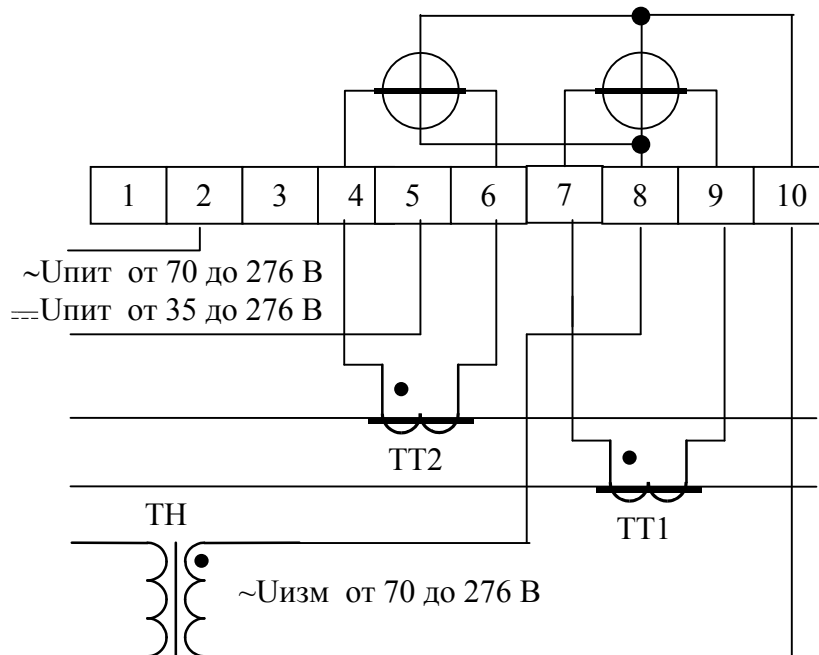 1 2 3 4 5 6 7 8 9 10
~Uпит от 70 до 276 В
Uпит от 35 до 276 В
ТТ2
ТН
ТТ1
~Uизм от 70 до 276 В